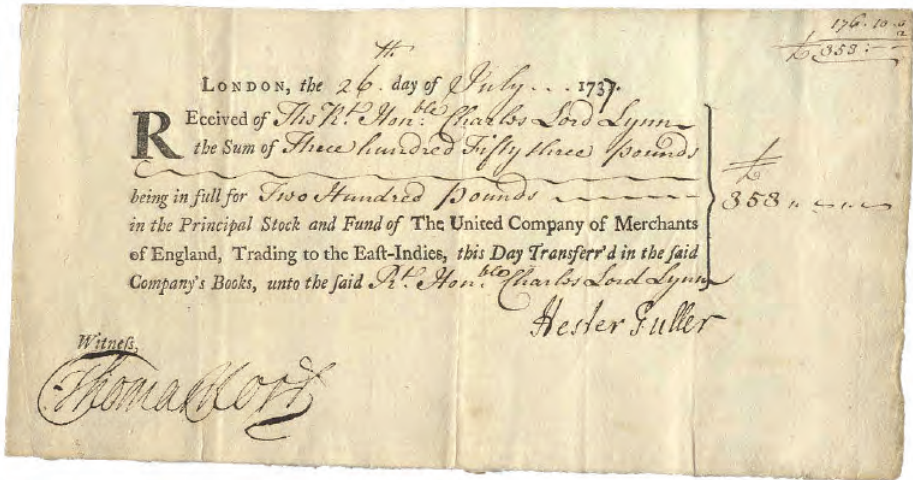 176 . 10 . 0
£ 353 : —
LONDON, the 26.th day of July . . . 1737.
REceived of The Rt. Honble. Charles Lord Lynn
the Sum of Three hundred Fifty three pounds
£
being in full for Two Hundred pounds
353 " — " — "
in the Principal Stock and Fund of The United Company of Merchants
of England, Trading to the Eaſt-Indies, this Day Transferr'd in the ſaid
Company's Books, unto the ſaid Rt. Honble Charles Lord Lynn
Hester Fuller
Witneſs,
Thomas